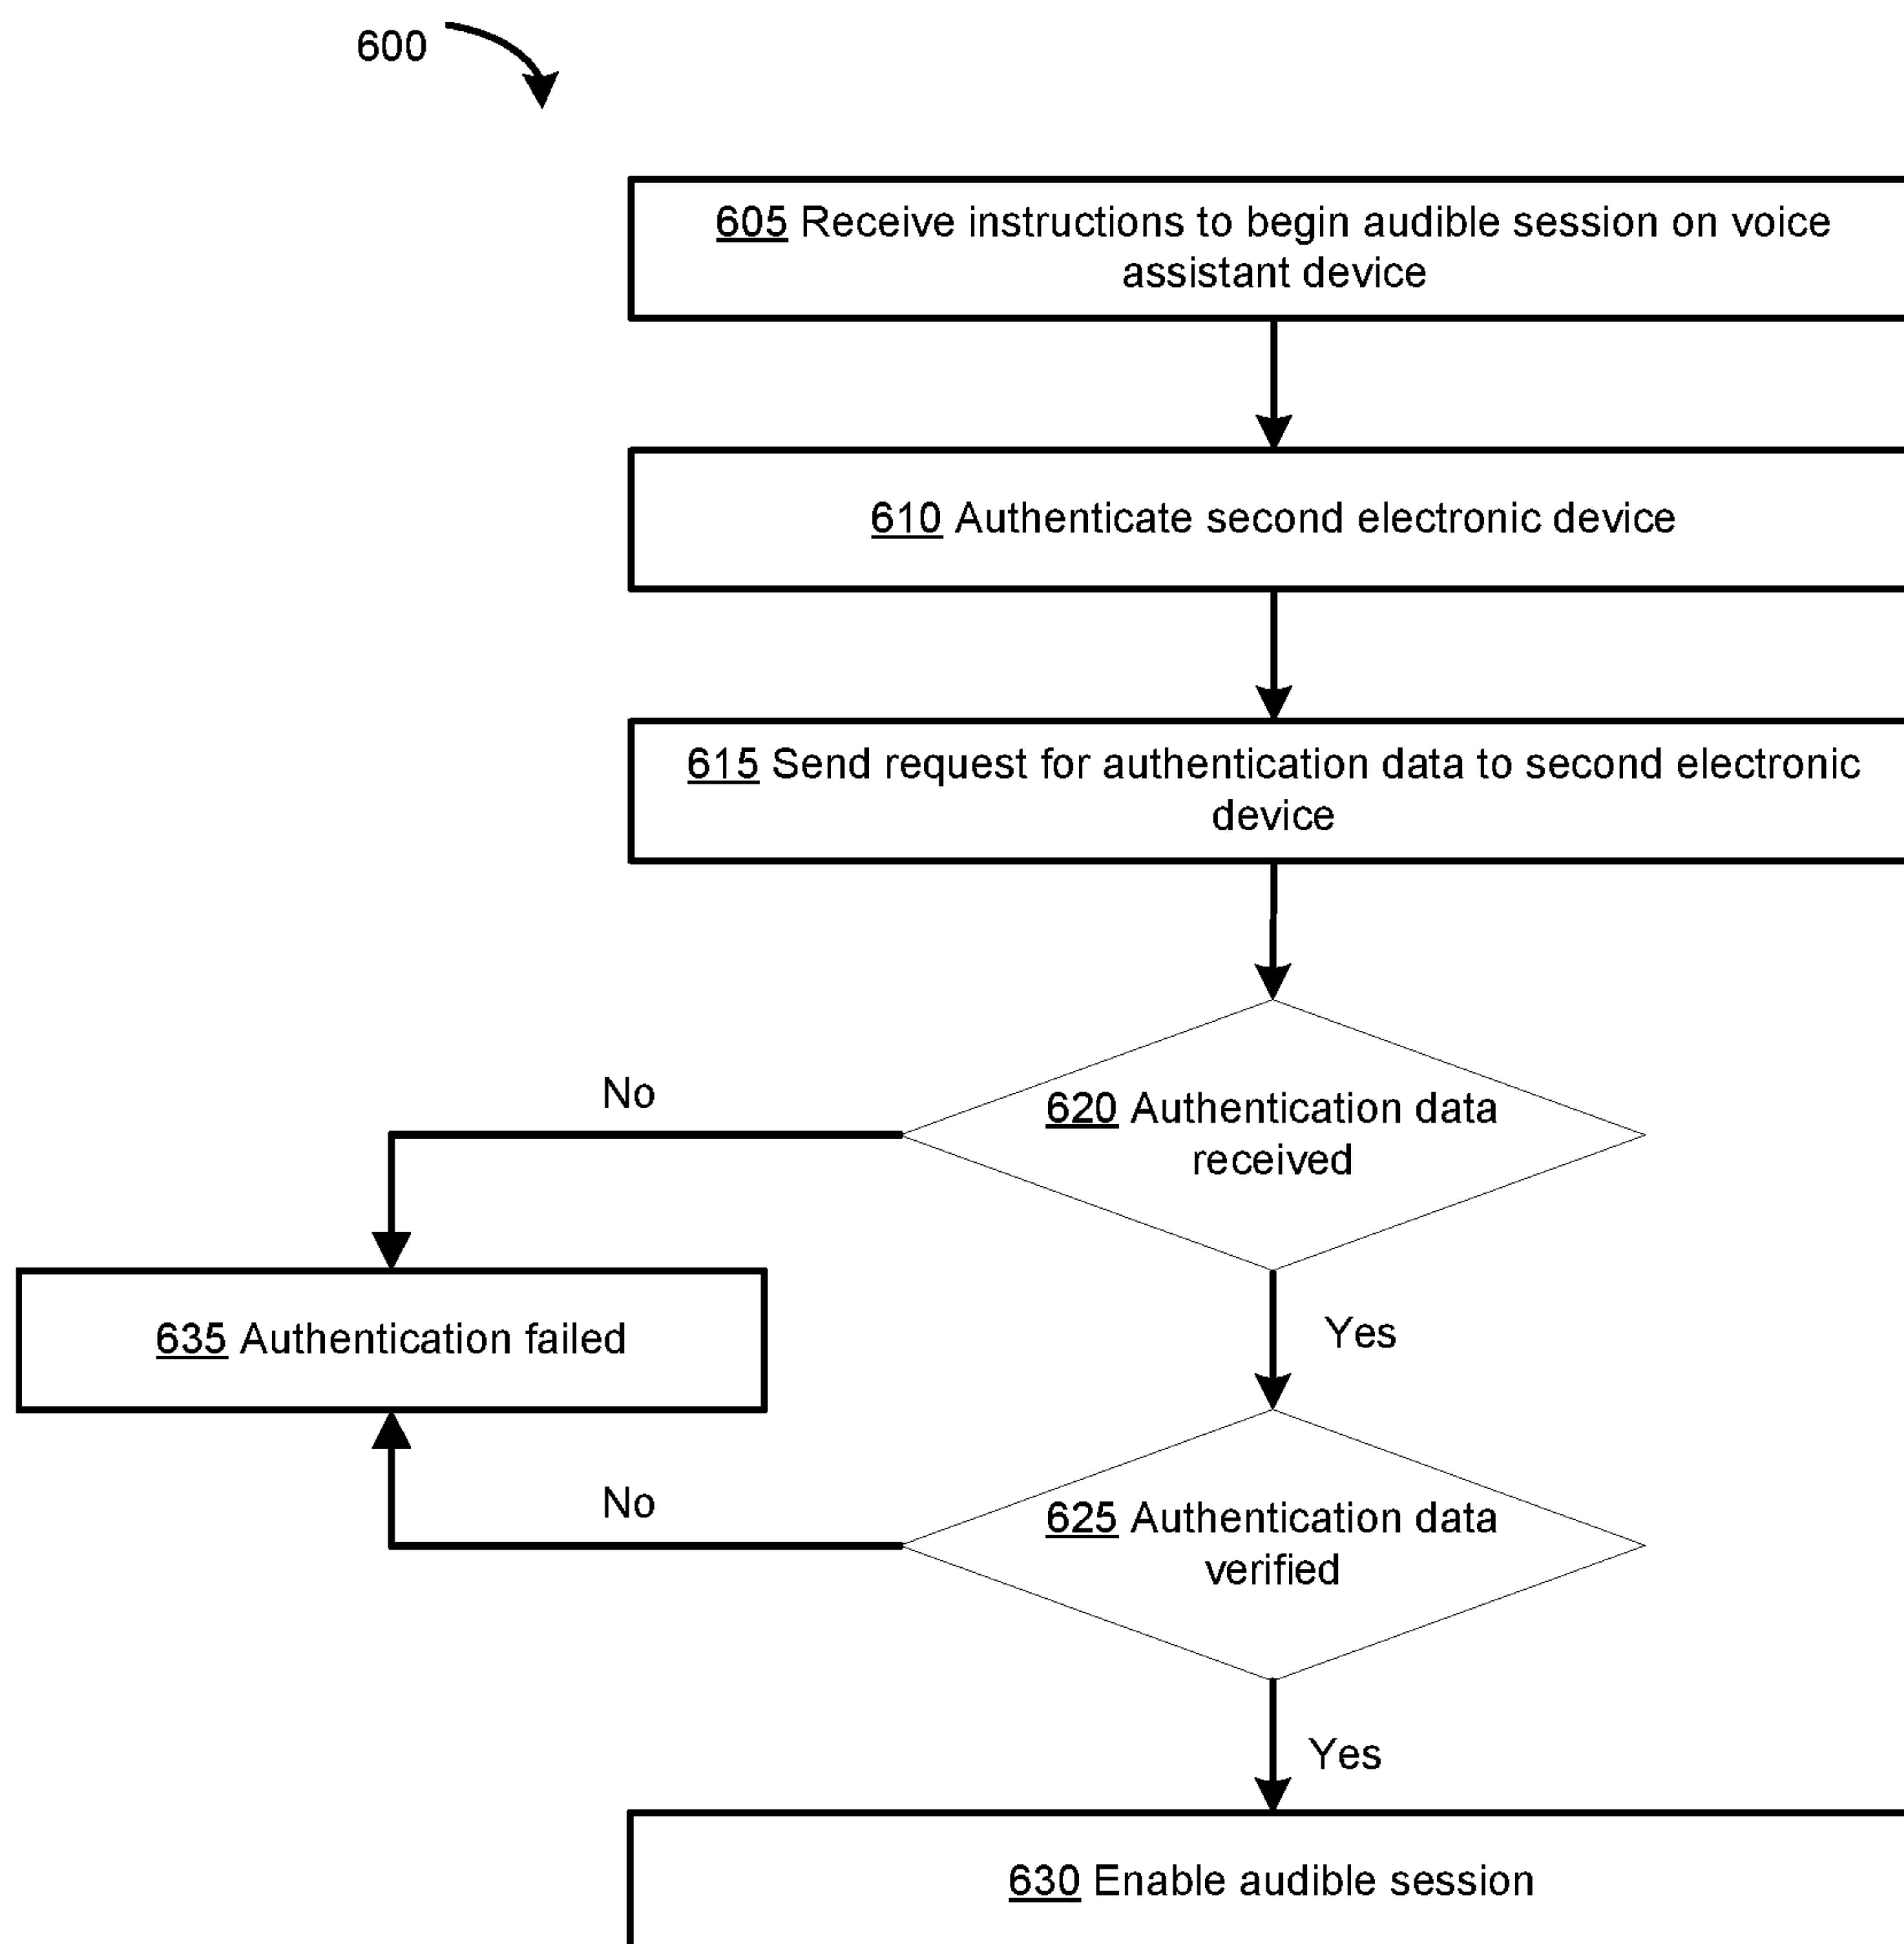 600
605 Receive instructions to begin audible session on voice
assistant device
610 Authenticate second electronic device
615 Send request for authentication data to second electronic
device
620 Authentication data
received
No
Yes
635 Authentication failed
625 Authentication data
verified
No
Yes
630 Enable audible session